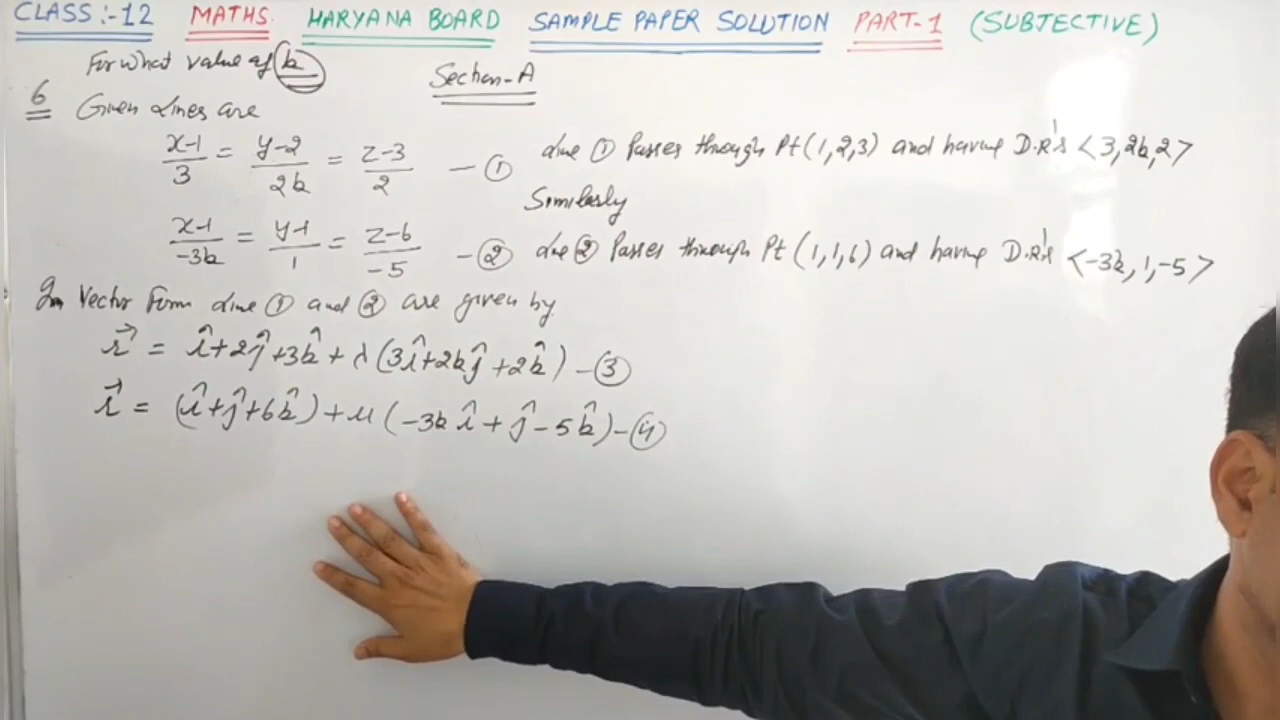 CLASS :- 12 MATHS HARYANA BOARD SAMPLE PAPER SOLUTION PART-1 (SUBJECTIVE)
For what value of k
Section-A
6 Given Lines are
x-1/3 = y-2/2k = z-3/2 — ①
Line ① Passes through Pt (1,2,3) and having D.R's <3,2k,2>
Similarly
x-1/-3k = y-1/1 = z-6/-5 — ②
Line ② Passes through Pt (1,1,6) and having D.R's <-3k,1,-5>
In Vector Form Line ① and ② are given by
r⃗ = î+2ĵ+3k̂ + λ(3î+2kĵ+2k̂) — ③
r⃗ = (î+ĵ+6k̂) + μ(-3kî+ĵ-5k̂) — ④